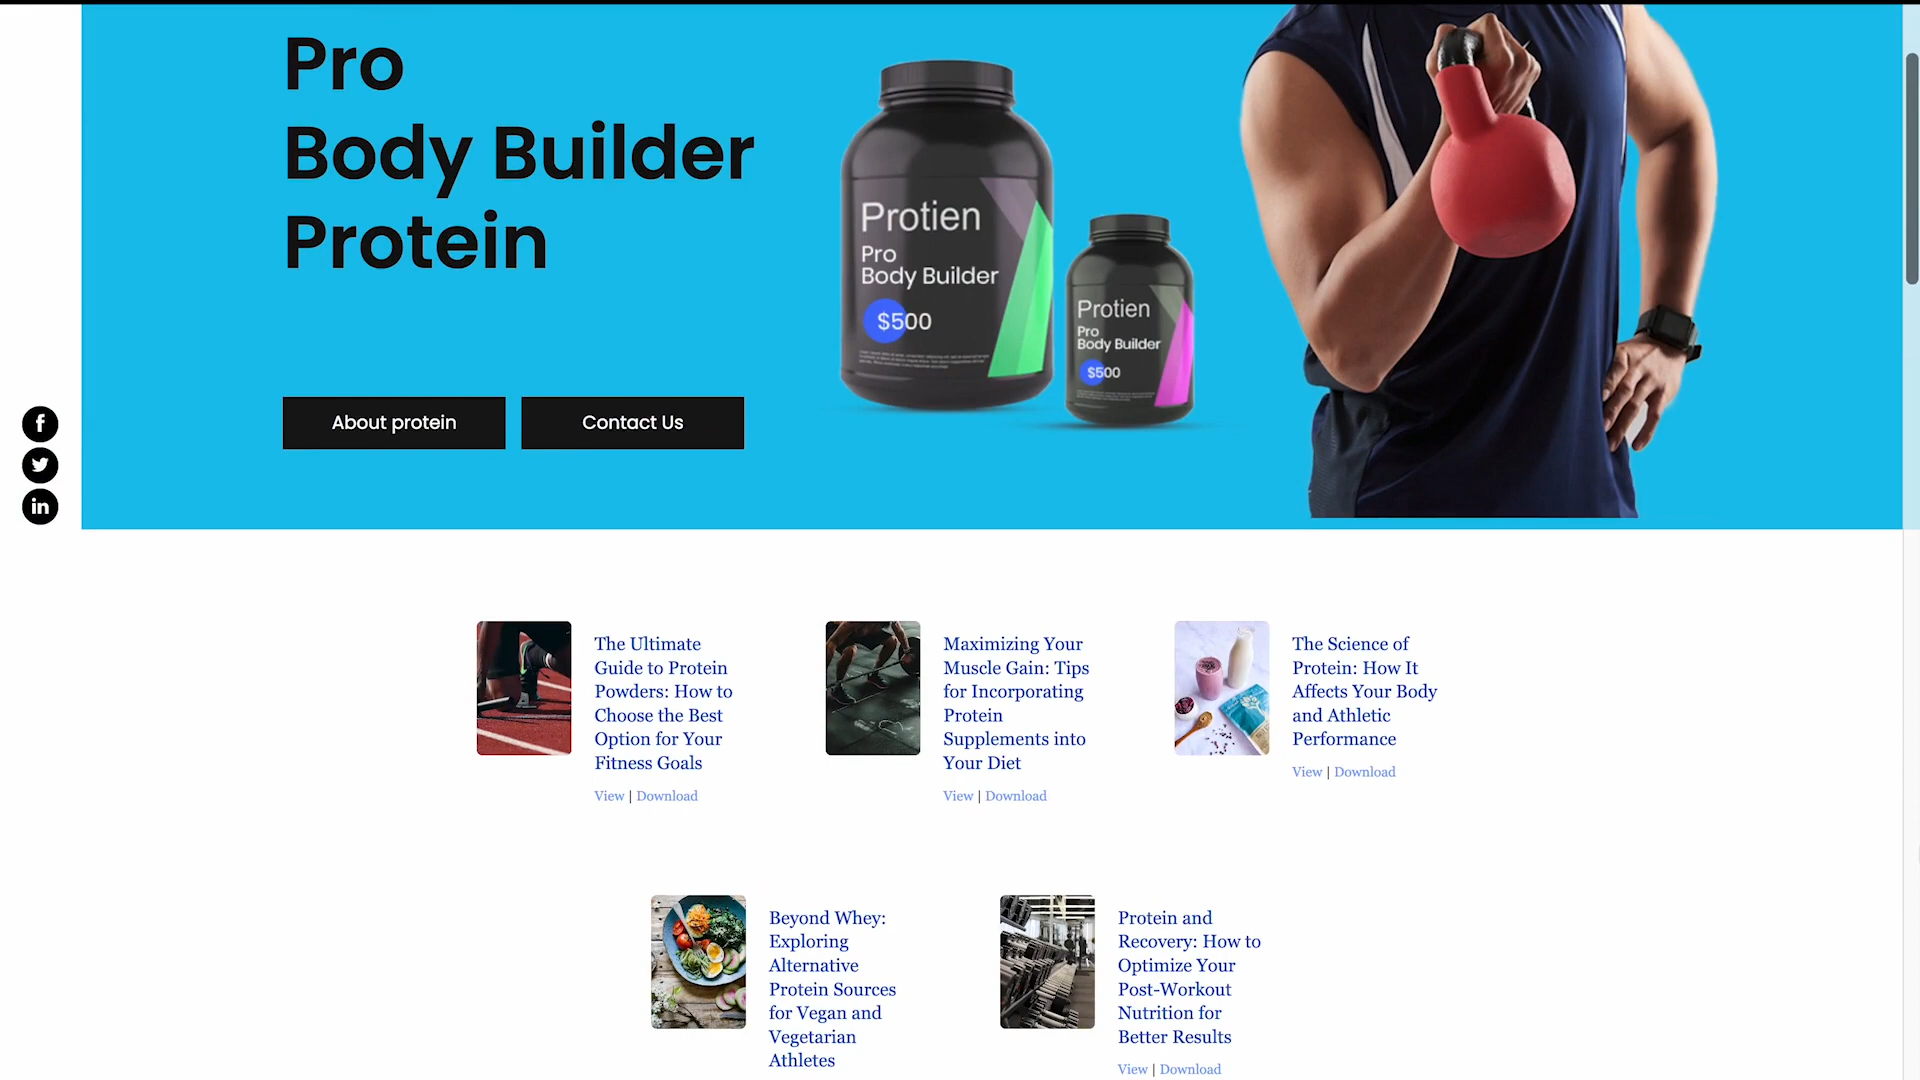 Pro
Body Builder
Protein
Protien
Pro
Body Builder
$500
Protien
Pro
Body Builder
$500
About protein
Contact Us
The Ultimate
Guide to Protein
Powders: How to
Choose the Best
Option for Your
Fitness Goals
View | Download
Maximizing Your
Muscle Gain: Tips
for Incorporating
Protein
Supplements into
Your Diet
View | Download
The Science of
Protein: How It
Affects Your Body
and Athletic
Performance
View | Download
Beyond Whey:
Exploring
Alternative
Protein Sources
for Vegan and
Vegetarian
Athletes
Protein and
Recovery: How to
Optimize Your
Post-Workout
Nutrition for
Better Results
View | Download